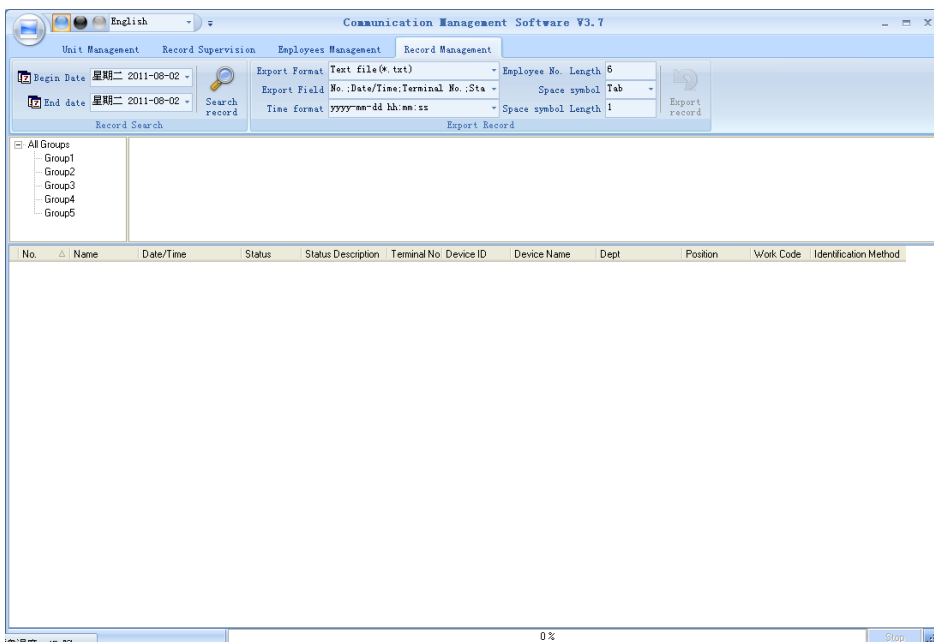 English
Communication Management Software V3.7
Unit Management Record Supervision Employees Management Record Management
Begin Date 星期二 2011-08-02
End date 星期二 2011-08-02
Search record
Record Search
Export Format Text file(*.txt)
Export Field No.;Date/Time;Terminal No.;Sta
Time format yyyy-mm-dd hh:nn:ss
Employee No. Length 6
Space symbol Tab
Space symbol Length 1
Export record
Export Record
All Groups
Group1
Group2
Group3
Group4
Group5
No. Name Date/Time Status Status Description Terminal No Device ID Device Name Dept Position Work Code Identification Method
0%
Stop